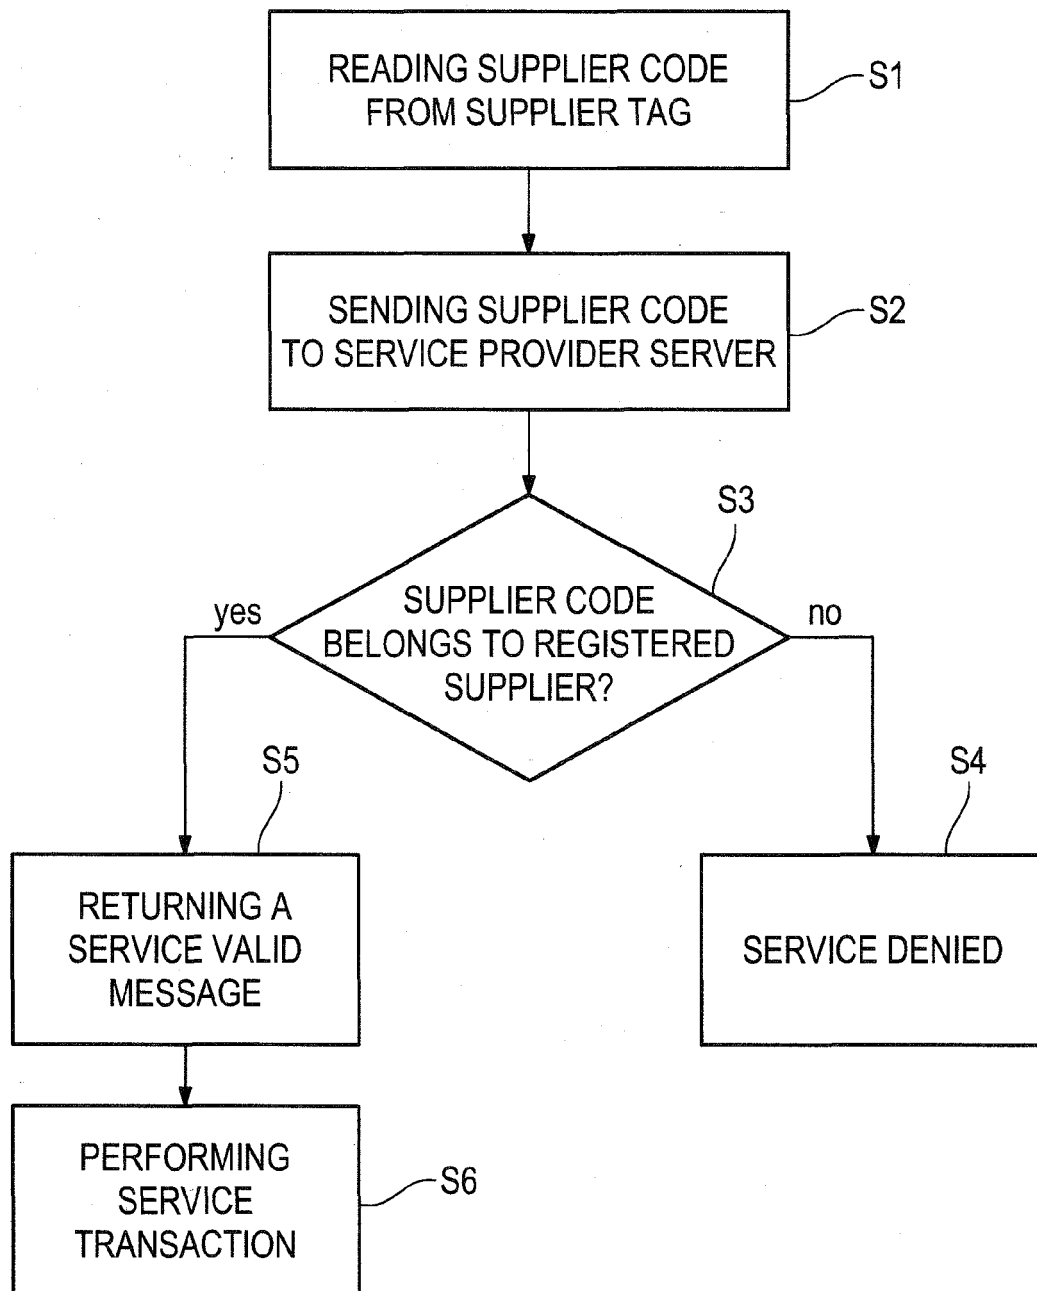 READING SUPPLIER CODE
FROM SUPPLIER TAG
S1
SENDING SUPPLIER CODE
TO SERVICE PROVIDER SERVER
S2
S3
SUPPLIER CODE
BELONGS TO REGISTERED
SUPPLIER?
yes
no
S5
S4
RETURNING A
SERVICE VALID
MESSAGE
SERVICE DENIED
PERFORMING
SERVICE
TRANSACTION
S6